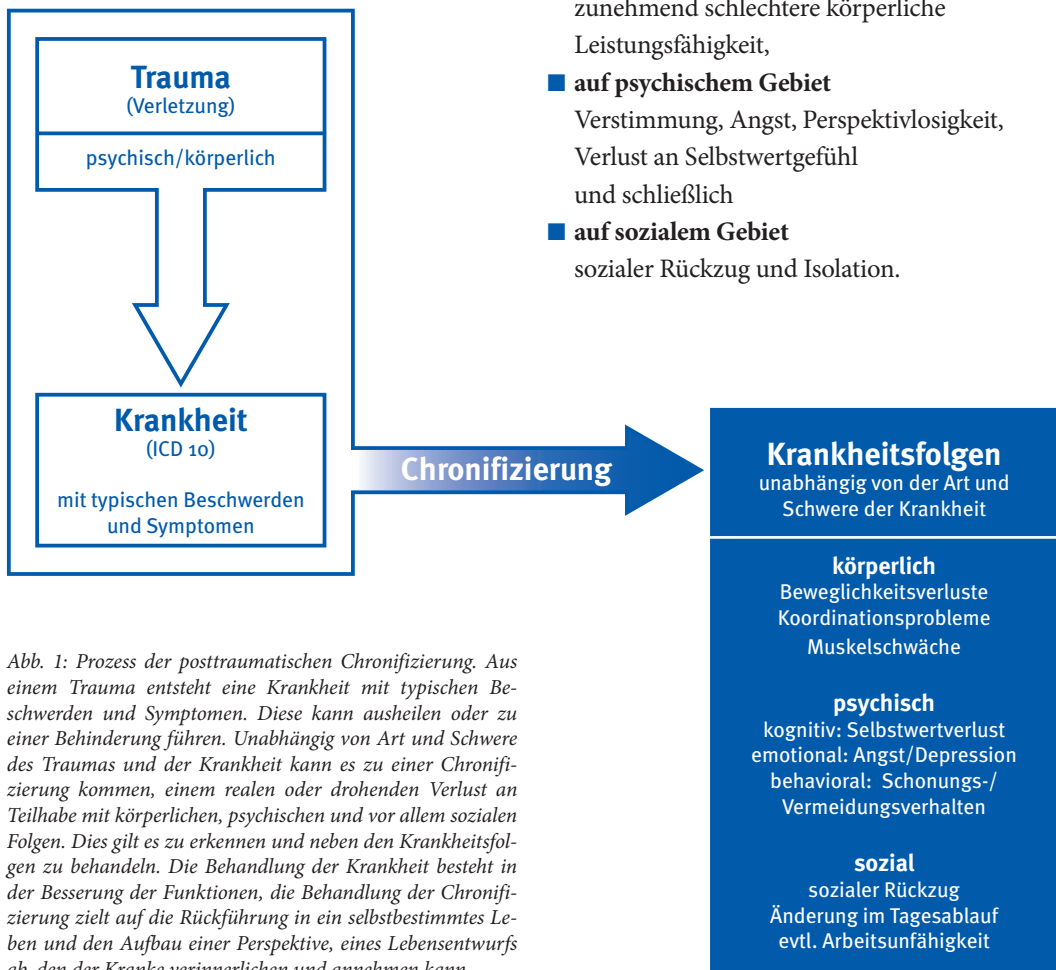 zunehmend schlechtere körperliche
Leistungsfähigkeit,
■ auf psychischem Gebiet
Verstimmung, Angst, Perspektivlosigkeit,
Verlust an Selbstwertgefühl
und schließlich
■ auf sozialem Gebiet
sozialer Rückzug und Isolation.
Trauma
(Verletzung)
psychisch/körperlich
Krankheit
(ICD 10)
mit typischen Beschwerden
und Symptomen
Chronifizierung
Krankheitsfolgen
unabhängig von der Art und
Schwere der Krankheit
körperlich
Beweglichkeitsverluste
Koordinationsprobleme
Muskelschwäche
psychisch
kognitiv: Selbstwertverlust
emotional: Angst/Depression
behavioral: Schonungs-/
Vermeidungsverhalten
sozial
sozialer Rückzug
Änderung im Tagesablauf
evtl. Arbeitsunfähigkeit
Abb. 1: Prozess der posttraumatischen Chronifizierung. Aus
einem Trauma entsteht eine Krankheit mit typischen Be-
schwerden und Symptomen. Diese kann ausheilen oder zu
einer Behinderung führen. Unabhängig von Art und Schwere
des Traumas und der Krankheit kann es zu einer Chronifi-
zierung kommen, einem realen oder drohenden Verlust an
Teilhabe mit körperlichen, psychischen und vor allem sozialen
Folgen. Dies gilt es zu erkennen und neben den Krankheitsfol-
gen zu behandeln. Die Behandlung der Krankheit besteht in
der Besserung der Funktionen, die Behandlung der Chronifi-
zierung zielt auf die Rückführung in ein selbstbestimmtes Le-
ben und den Aufbau einer Perspektive, eines Lebensentwurfs
ab, den der Kranke verinnerlichen und annehmen kann